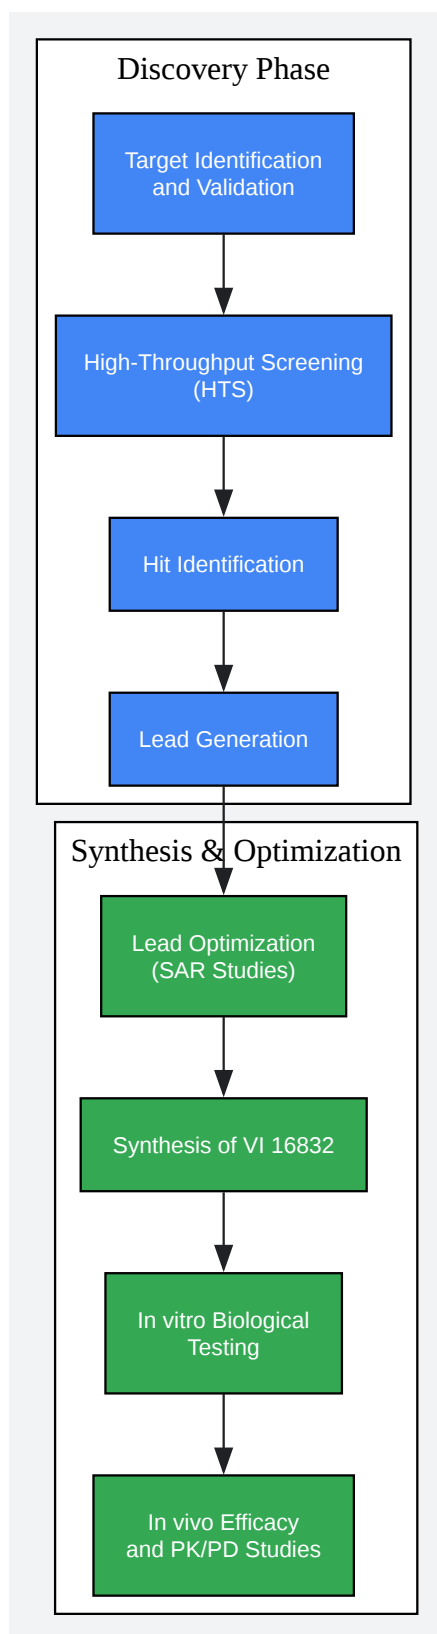 Discovery Phase
Target Identification
and Validation
High-Throughput Screening
(HTS)
Hit Identification
Lead Generation
Synthesis & Optimization
Lead Optimization
(SAR Studies)
Synthesis of VI 16832
In vitro Biological
Testing
In vivo Efficacy
and PK/PD Studies